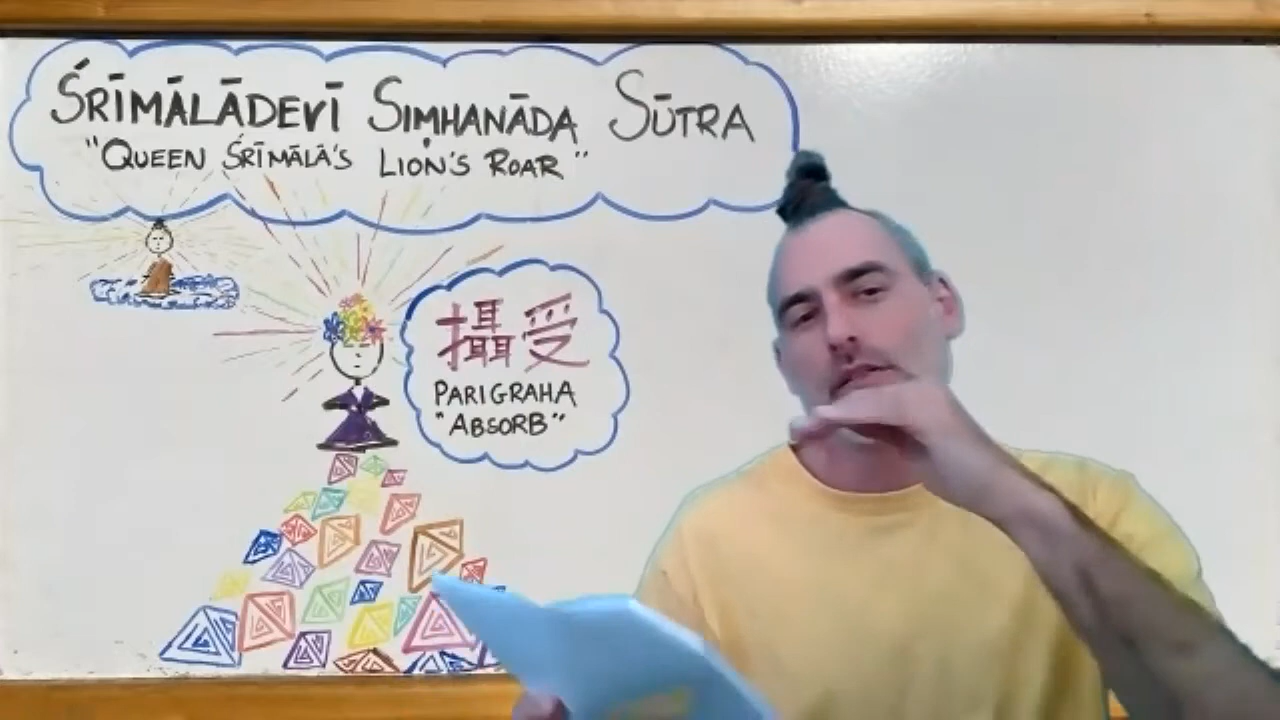 ŚRĪMĀLĀDEVĪ SIṂHANĀDA SŪTRA
"QUEEN ŚRĪMĀLĀ'S LION'S ROAR"
攝受
PARIGRAHA
"ABSORB"